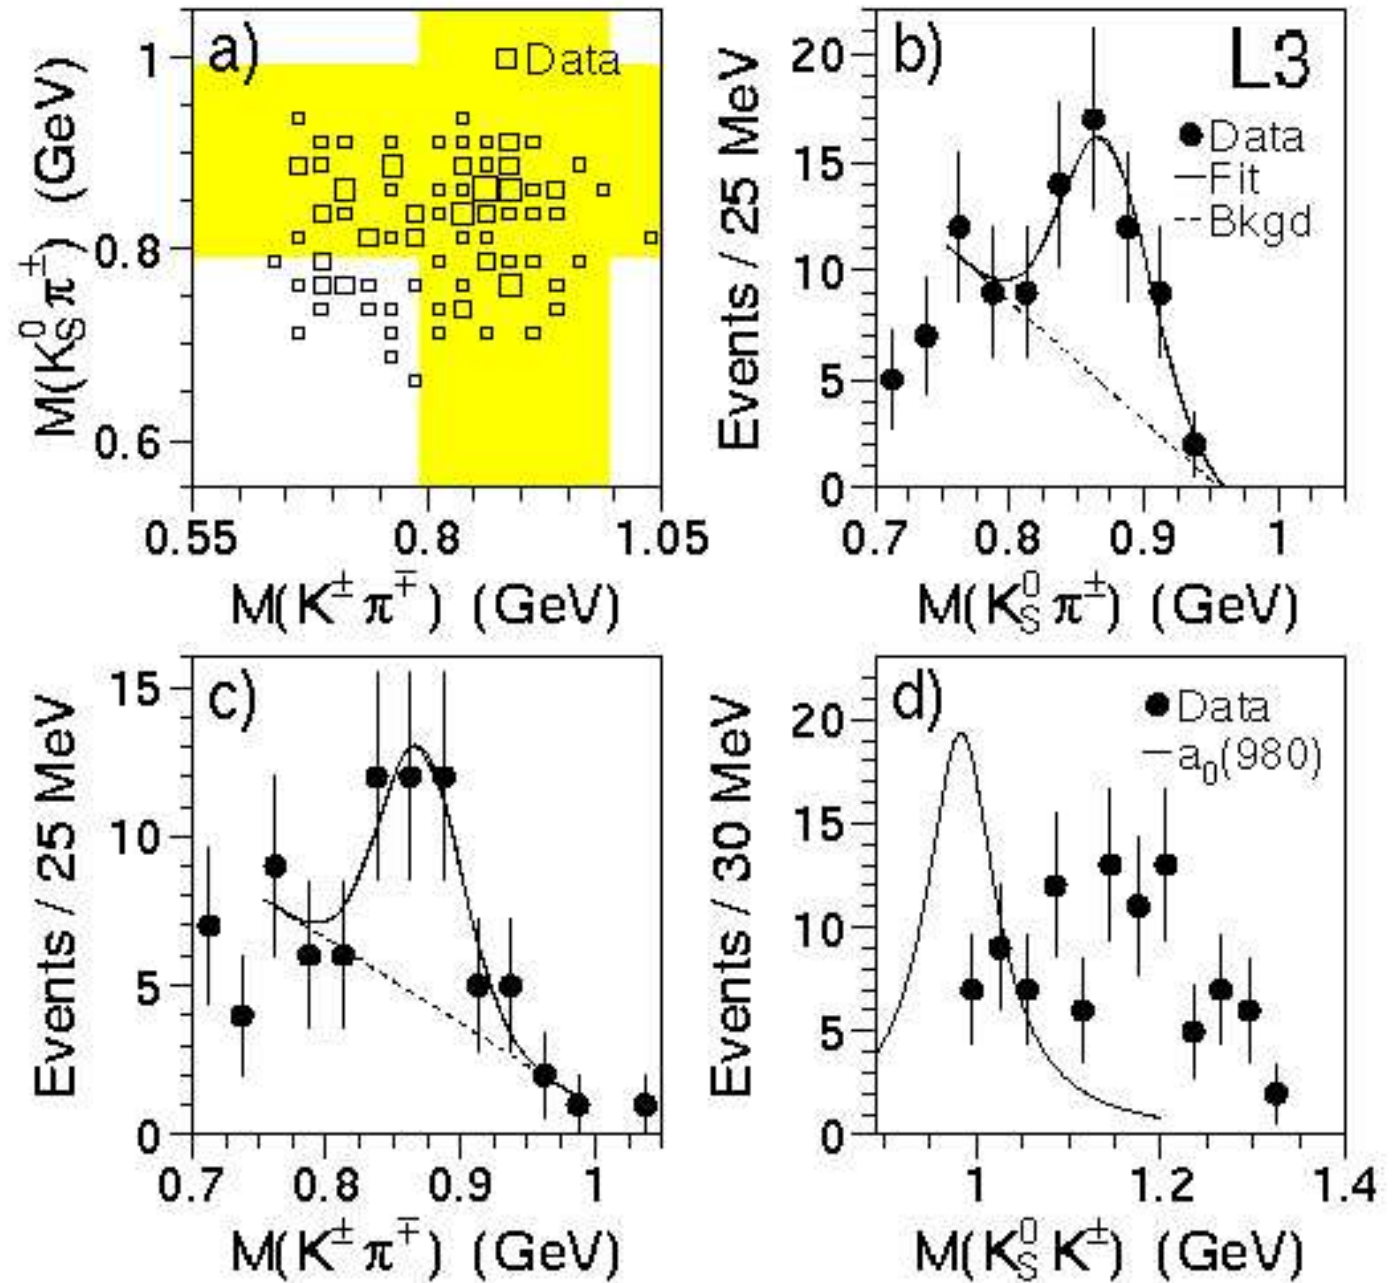 a)
□ Data
1
0.8
0.6
0.55 0.8 1.05
M(K⁰_S π^±) (GeV)
M(K^± π^∓) (GeV)
b)
L3
Data
Fit
Bkgd
20
15
10
5
0
0.7 0.8 0.9 1
Events / 25 MeV
M(K⁰_S π^±) (GeV)
c)
15
10
5
0
0.7 0.8 0.9 1
Events / 25 MeV
M(K^± π^∓) (GeV)
d)
Data
a₀(980)
20
15
10
5
0
1 1.2 1.4
Events / 30 MeV
M(K⁰_S K^±) (GeV)